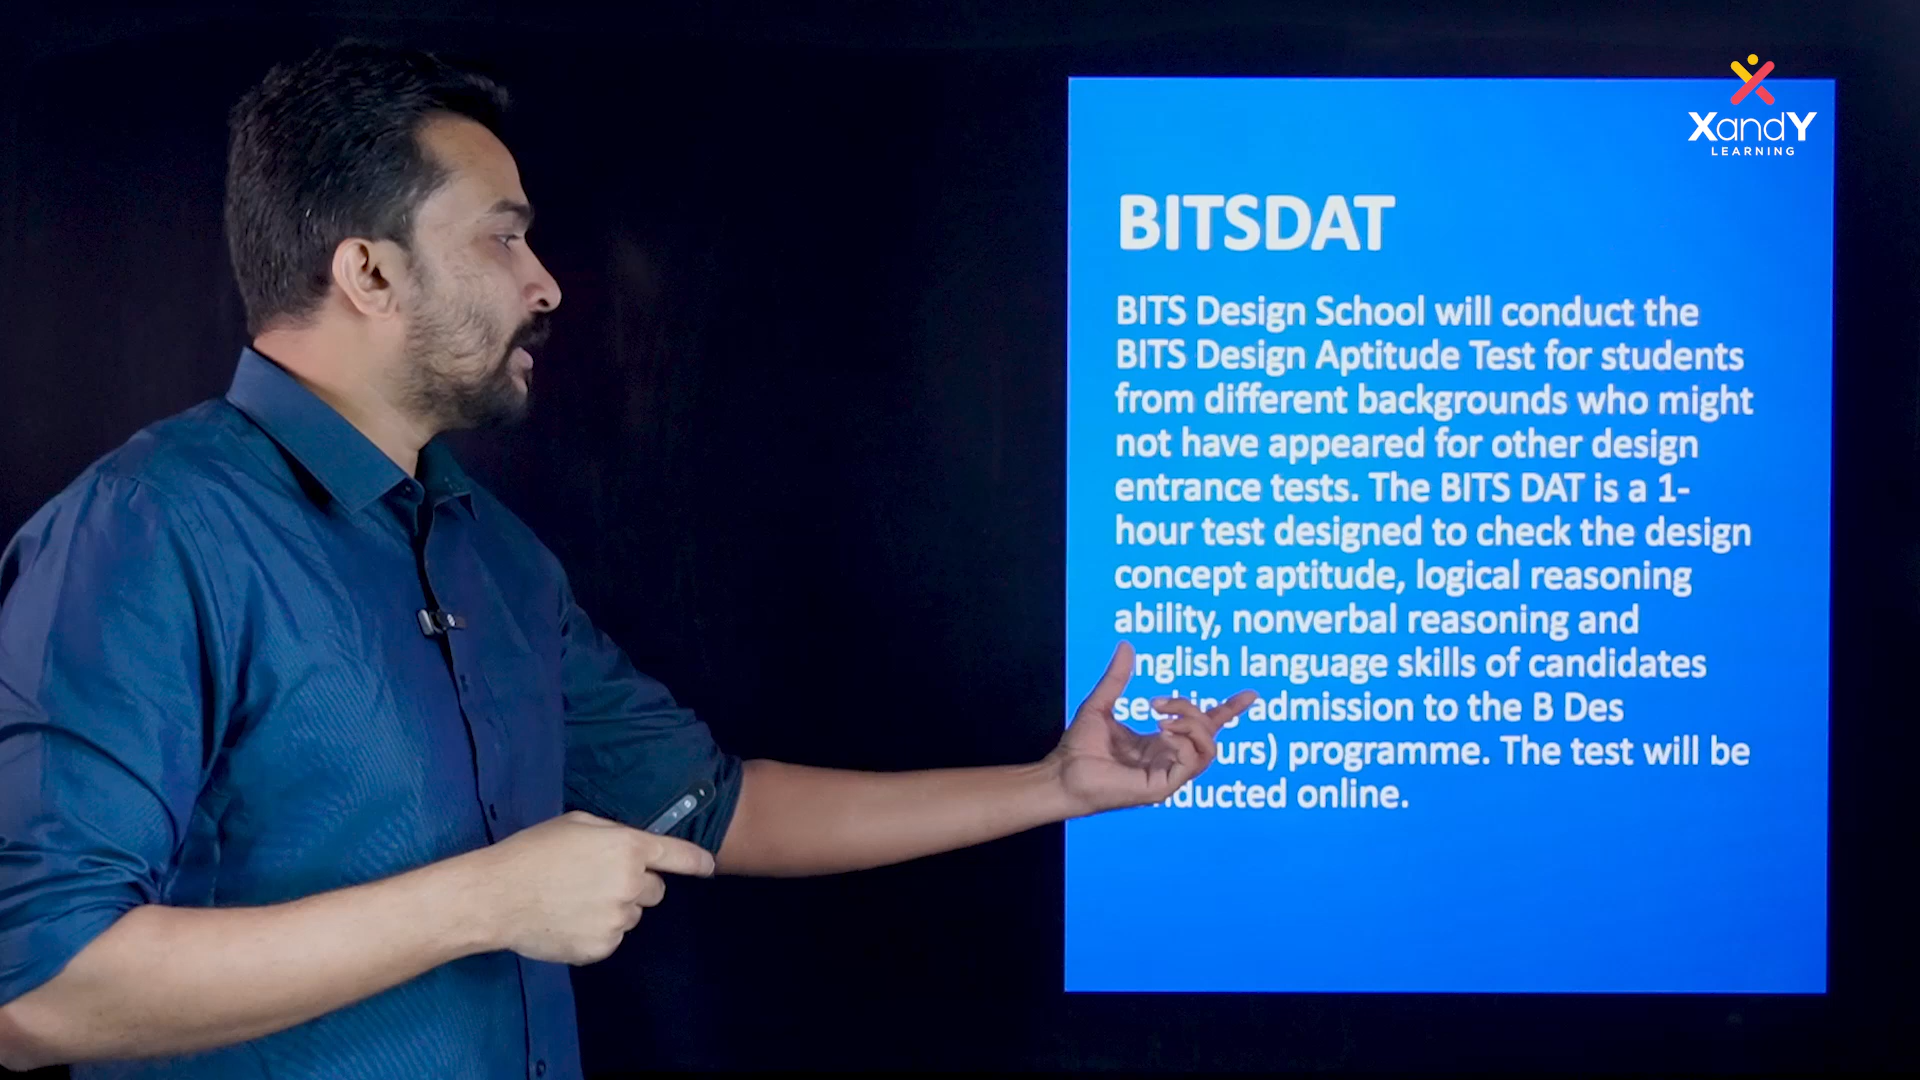 XandY
LEARNING
BITSDAT
BITS Design School will conduct the
BITS Design Aptitude Test for students
from different backgrounds who might
not have appeared for other design
entrance tests. The BITS DAT is a 1-
hour test designed to check the design
concept aptitude, logical reasoning
ability, nonverbal reasoning and
language skills of candidates
admission to the B Des
programme. The test will be
online.